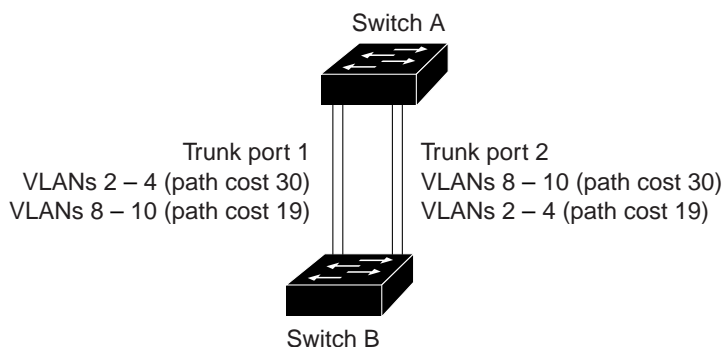 Switch A
Trunk port 1
VLANs 2 – 4 (path cost 30)
VLANs 8 – 10 (path cost 19)
Trunk port 2
VLANs 8 – 10 (path cost 30)
VLANs 2 – 4 (path cost 19)
Switch B